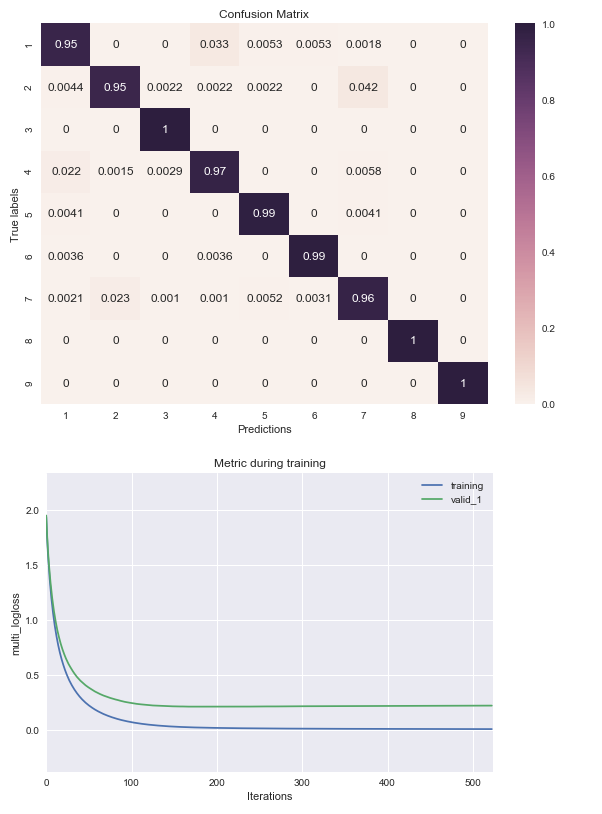 Confusion Matrix
1 0.95 0 0 0.033 0.0053 0.0053 0.0018 0 0
2 0.0044 0.95 0.0022 0.0022 0.0022 0 0.042 0 0
3 0 0 1 0 0 0 0 0 0
4 0.022 0.0015 0.0029 0.97 0 0 0.0058 0 0
5 0.0041 0 0 0 0.99 0 0.0041 0 0
6 0.0036 0 0 0.0036 0 0.99 0 0 0
7 0.0021 0.023 0.001 0.001 0.0052 0.0031 0.96 0 0
8 0 0 0 0 0 0 0 1 0
9 0 0 0 0 0 0 0 0 1
True labels
1 2 3 4 5 6 7 8 9
Predictions
1.0
0.8
0.6
0.4
0.2
0.0
Metric during training
training
valid_1
2.0
1.5
1.0
0.5
0.0
multi_logloss
0 100 200 300 400 500
Iterations